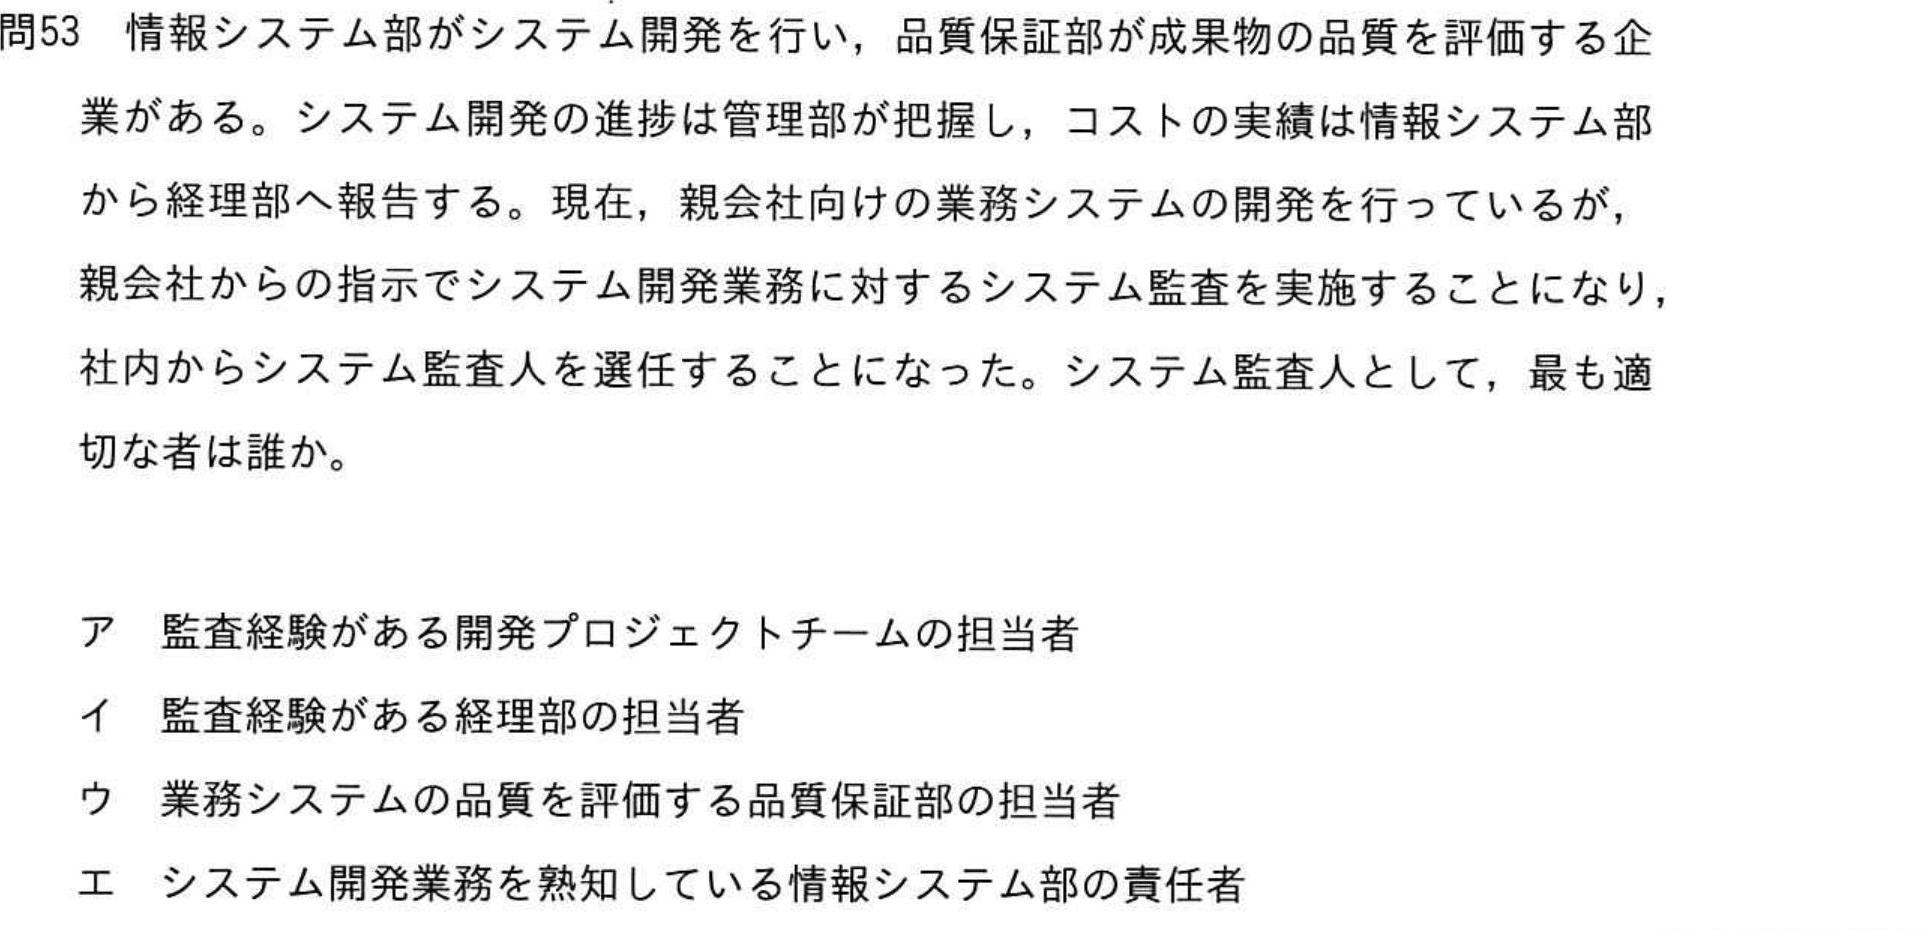 問53 情報システム部がシステム開発を行い，品質保証部が成果物の品質を評価する企
業がある。システム開発の進捗は管理部が把握し，コストの実績は情報システム部
から経理部へ報告する。現在，親会社向けの業務システムの開発を行っているが，
親会社からの指示でシステム開発業務に対するシステム監査を実施することになり，
社内からシステム監査人を選任することになった。システム監査人として，最も適
切な者は誰か。
ア 監査経験がある開発プロジェクトチームの担当者
イ 監査経験がある経理部の担当者
ウ 業務システムの品質を評価する品質保証部の担当者
エ システム開発業務を熟知している情報システム部の責任者